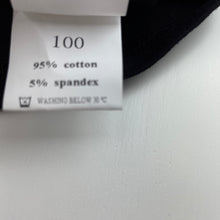 100
95% cotton
5% spandex
WASHING BELOW 30 ℃